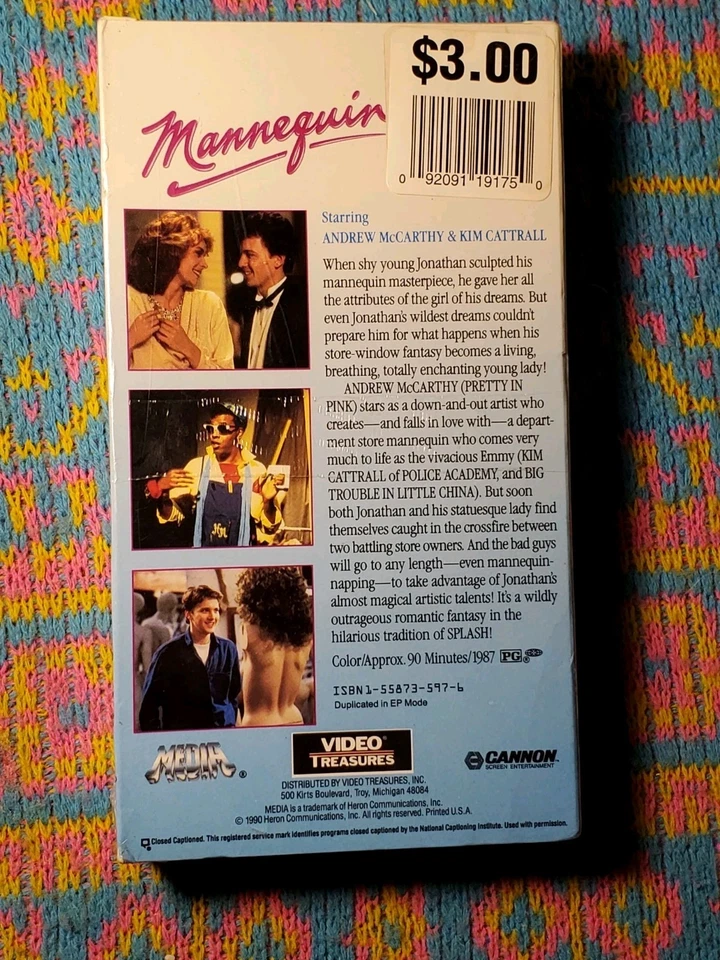 $3.00
Mannequin
0 92091 19175 0
Starring
ANDREW McCARTHY & KIM CATTRALL
When shy young Jonathan sculpted his
mannequin masterpiece, he gave her all
the attributes of the girl of his dreams. But
even Jonathan's wildest dreams couldn't
prepare him for what happens when his
store-window fantasy becomes a living,
breathing, totally enchanting young lady!
ANDREW McCARTHY (PRETTY IN
PINK) stars as a down-and-out artist who
creates—and falls in love with—a depart-
ment store mannequin who comes very
much to life as the vivacious Emmy (KIM
CATTRALL of POLICE ACADEMY, and BIG
TROUBLE IN LITTLE CHINA). But soon
both Jonathan and his statuesque lady find
themselves caught in the crossfire between
two battling store owners. And the bad guys
will go to any length—even mannequin-
napping—to take advantage of Jonathan's
almost magical artistic talents! It's a wildly
outrageous romantic fantasy in the
hilarious tradition of SPLASH!
Color/Approx. 90 Minutes/1987 PG
ISBN 1-55873-597-6
Duplicated in EP Mode
MEDIA®
VIDEO®
TREASURES
CANNON™
SCREEN ENTERTAINMENT
DISTRIBUTED BY VIDEO TREASURES, INC.
500 Kirts Boulevard, Troy, Michigan 48084
MEDIA is a trademark of Heron Communications, Inc.
© 1990 Heron Communications, Inc. All rights reserved. Printed U.S.A.
Closed Captioned. This registered service mark identifies programs closed captioned by the National Captioning Institute. Used with permission.